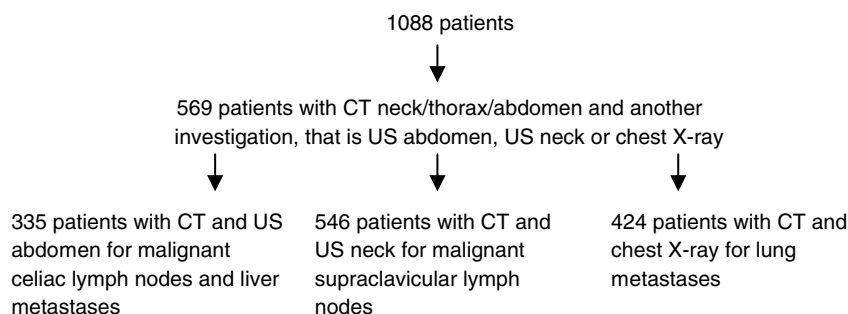 1088 patients
569 patients with CT neck/thorax/abdomen and another
investigation, that is US abdomen, US neck or chest X-ray
335 patients with CT and US
abdomen for malignant
celiac lymph nodes and liver
metastases
546 patients with CT and
US neck for malignant
supraclavicular lymph
nodes
424 patients with CT and
chest X-ray for lung
metastases